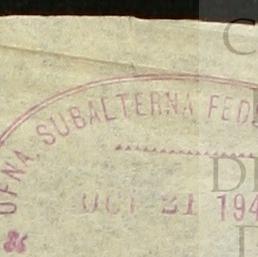 OFNA. SUBALTERNA FED
OCT 31 194